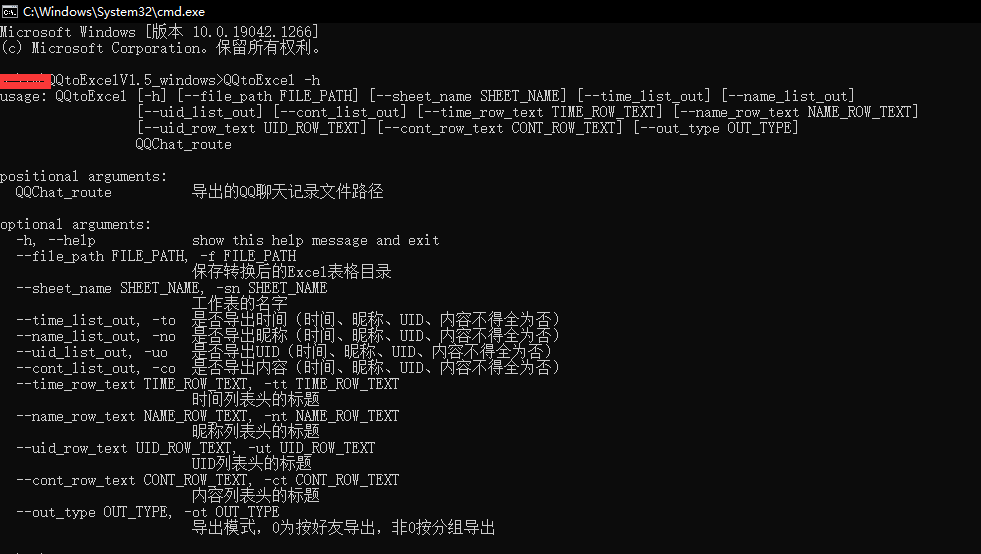 C:\Windows\System32\cmd.exe
Microsoft Windows [版本 10.0.19042.1266]
(c) Microsoft Corporation。保留所有权利。
QQtoExcelV1.5_windows>QQtoExcel -h
usage: QQtoExcel [-h] [--file_path FILE_PATH] [--sheet_name SHEET_NAME] [--time_list_out] [--name_list_out]
[--uid_list_out] [--cont_list_out] [--time_row_text TIME_ROW_TEXT] [--name_row_text NAME_ROW_TEXT]
[--uid_row_text UID_ROW_TEXT] [--cont_row_text CONT_ROW_TEXT] [--out_type OUT_TYPE]
QQChat_route
positional arguments:
QQChat_route 导出的QQ聊天记录文件路径
optional arguments:
-h, --help show this help message and exit
--file_path FILE_PATH, -f FILE_PATH
保存转换后的Excel表格目录
--sheet_name SHEET_NAME, -sn SHEET_NAME
工作表的名字
--time_list_out, -to 是否导出时间（时间、昵称、UID、内容不得全为否）
--name_list_out, -no 是否导出昵称（时间、昵称、UID、内容不得全为否）
--uid_list_out, -uo 是否导出UID（时间、昵称、UID、内容不得全为否）
--cont_list_out, -co 是否导出内容（时间、昵称、UID、内容不得全为否）
--time_row_text TIME_ROW_TEXT, -tt TIME_ROW_TEXT
时间列表头的标题
--name_row_text NAME_ROW_TEXT, -nt NAME_ROW_TEXT
昵称列表头的标题
--uid_row_text UID_ROW_TEXT, -ut UID_ROW_TEXT
UID列表头的标题
--cont_row_text CONT_ROW_TEXT, -ct CONT_ROW_TEXT
内容列表头的标题
--out_type OUT_TYPE, -ot OUT_TYPE
导出模式，0为按好友导出，非0按分组导出